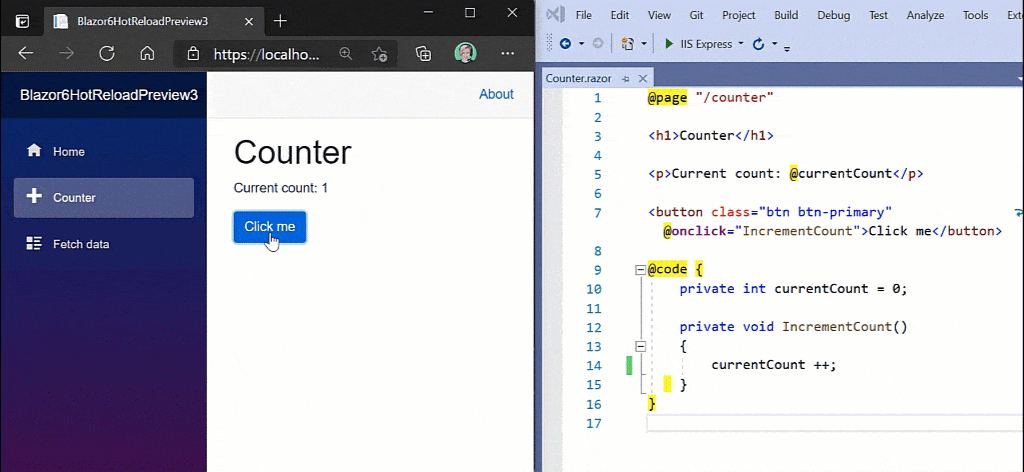 Blazor6HotReloadPreview3
https://localho...
Blazor6HotReloadPreview3
About
Home
Counter
Fetch data
Counter
Current count: 1
Click me
File Edit View Git Project Build Debug Test Analyze Tools
IIS Express
Counter.razor
1 @page "/counter"
2
3 <h1>Counter</h1>
4
5 <p>Current count: @currentCount</p>
6
7 <button class="btn btn-primary"
@onclick="IncrementCount">Click me</button>
8
9 @code {
10 private int currentCount = 0;
11
12 private void IncrementCount()
13 {
14 currentCount ++;
15 }
16 }
17